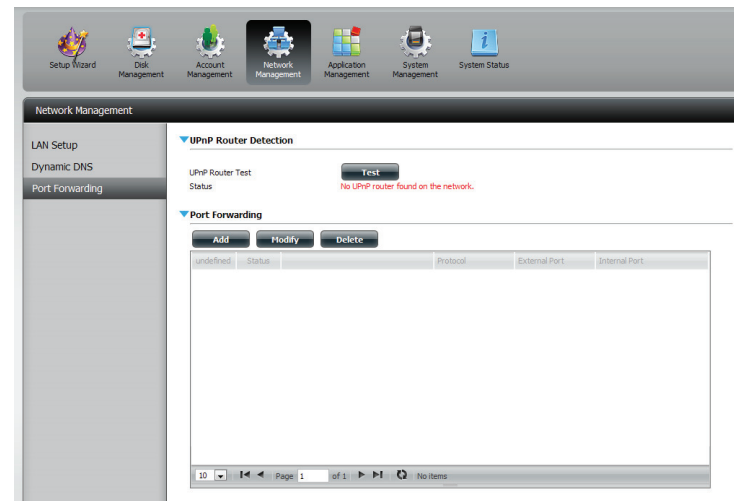 Setup Wizard
Disk Management
Account Management
Network Management
Application Management
System Management
System Status
Network Management
LAN Setup
Dynamic DNS
Port Forwarding
UPnP Router Detection
UPnP Router Test Test
Status No UPnP router found on the network.
Port Forwarding
Add Modify Delete
undefined Status Protocol External Port Internal Port
10 Page 1 of 1 No items